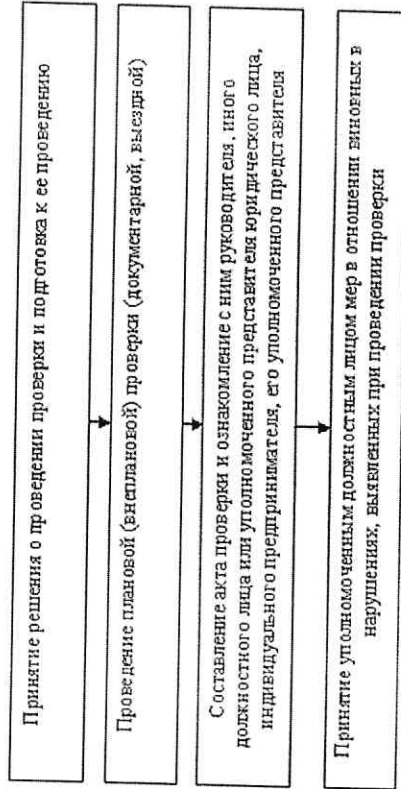 Принятие решения о проведении проверки и подготовка к ее проведению
Проведение плановой (внеплановой) проверки (документарной, выездной)
Составление акта проверки и ознакомление с ним руководителя, иного
должностного лица или уполномоченного представителя юридического лица,
индивидуального предпринимателя, его уполномоченного представителя
Принятие уполномоченным должностным лицом мер в отношении виновных в
нарушениях, выявленных при проведении проверки